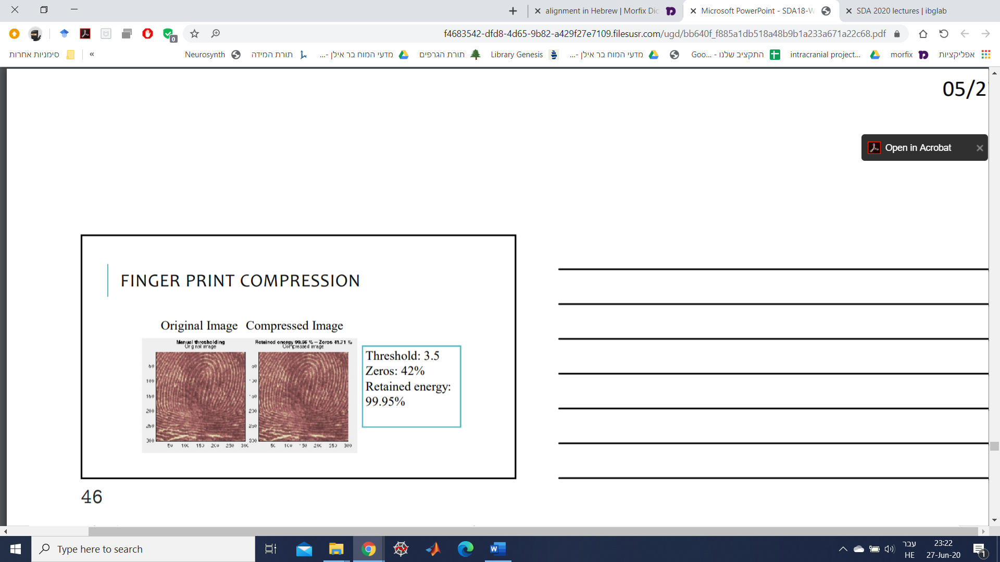 alignment in Hebrew | Morfix Dic
Microsoft PowerPoint - SDA18-W
SDA 2020 lectures | ibglab
0
f4683542-dfd8-4d65-9b82-a429f27e7109.filesusr.com/ugd/bb640f_f885a1db518a48b9b1a233a671a22c68.pdf
סימניות אחרות
«
Neurosynth
תורת המידה
מדעי המוח בר אילן -...
תורת הגרפים
Library Genesis
מדעי המוח בר אילן -...
התקציב שלנו - Goo...
intracranial project...
morfix
אפליקציות
05/2
Open in Acrobat
FINGER PRINT COMPRESSION
Original Image Compressed Image
Manual thresholding
Original image
Retained energy 99.95 % – Zeros 41.71 %
Compressed image
Threshold: 3.5
Zeros: 42%
Retained energy:
99.95%
50
100
150
200
250
300
50 100 150 200 250 300
50
100
150
200
250
300
50 100 150 200 250 300
46
Type here to search
עבר
HE
23:22
27-Jun-20
1